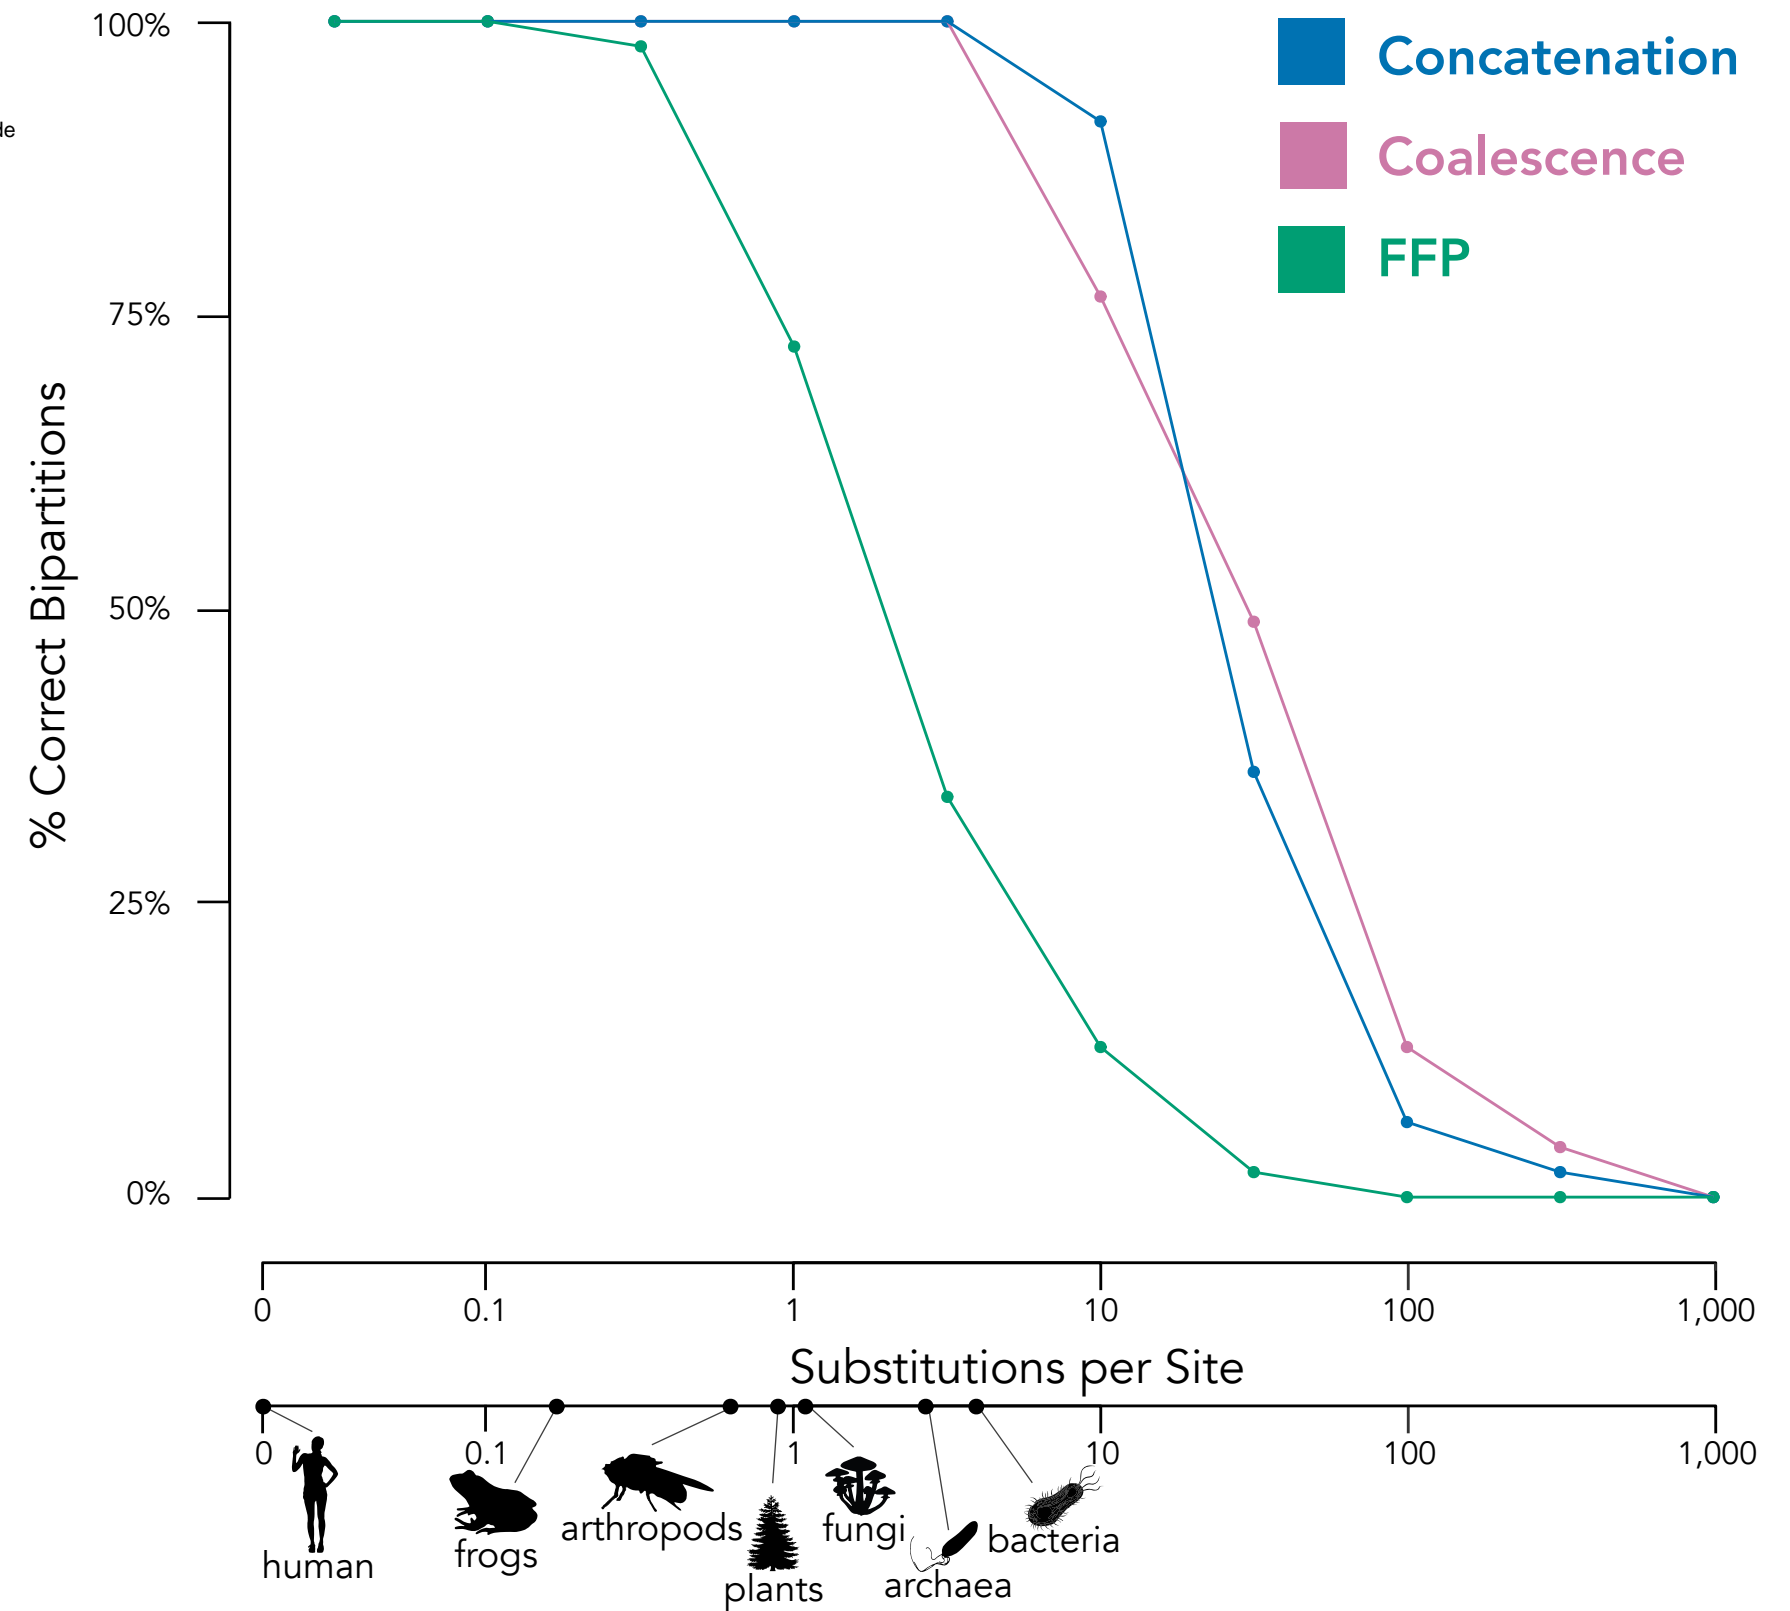 100%
Concatenation
de
Coalescence
FFP
75%
% Correct Bipartitions
50%
25%
0%
0 0.1 1 10 100 1,000
Substitutions per Site
0 0.1 1 10 100 1,000
human
frogs
arthropods
plants
fungi
archaea
bacteria